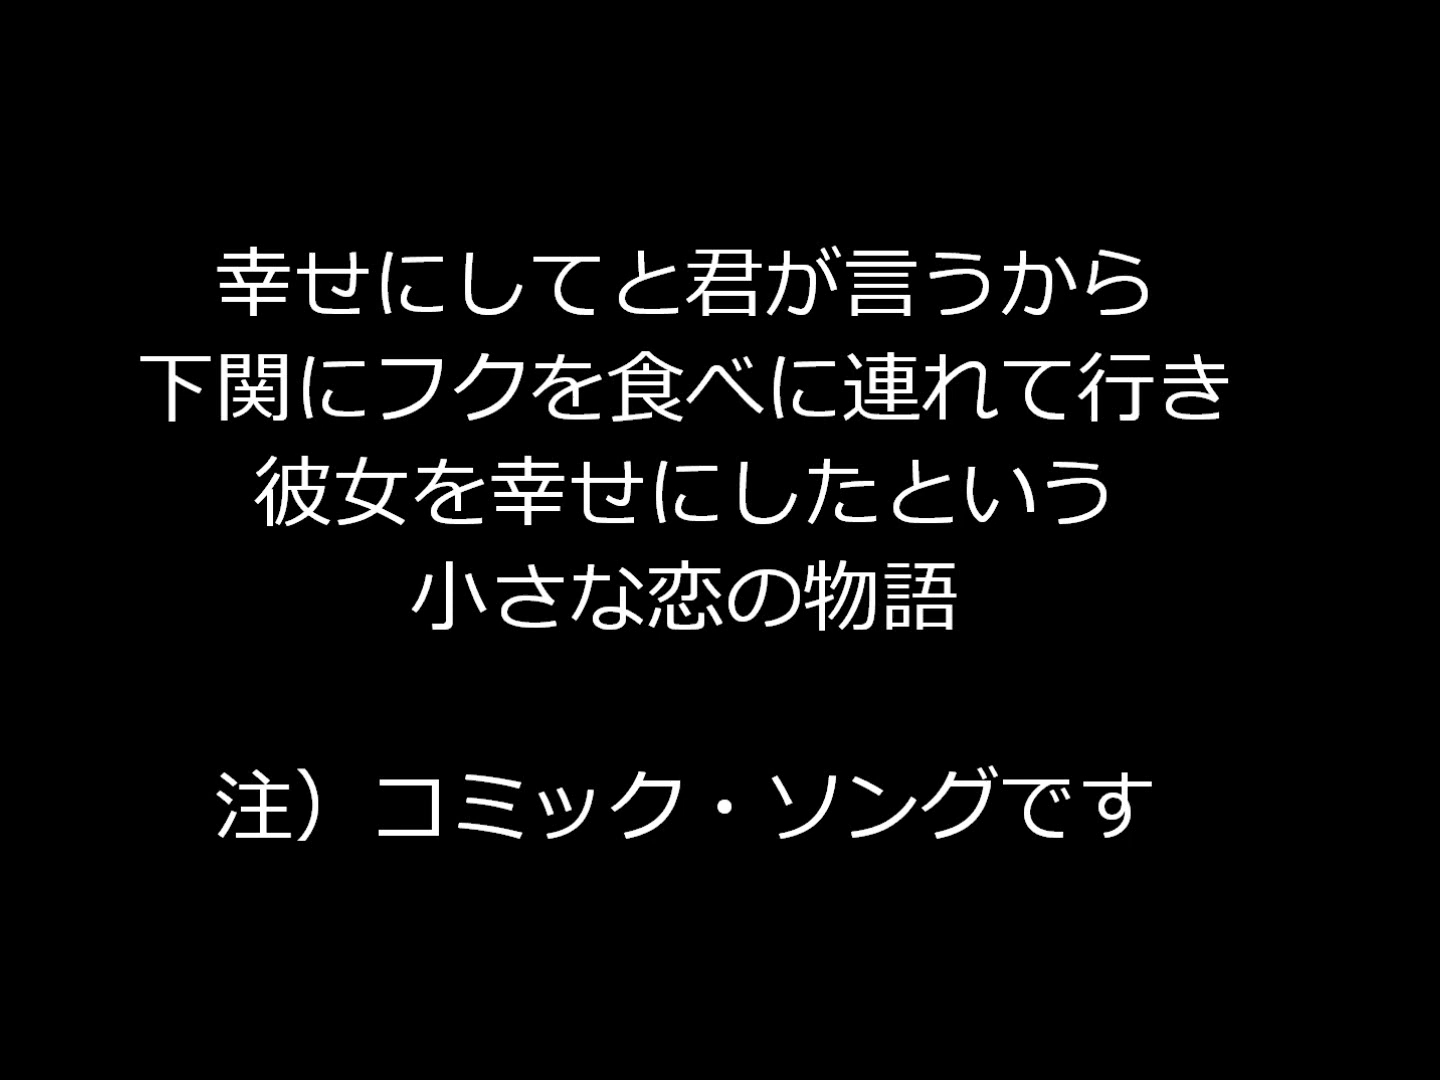 幸せにしてと君が言うから
下関にフクを食べに連れて行き
彼女を幸せにしたという
小さな恋の物語
注）コミック・ソングです